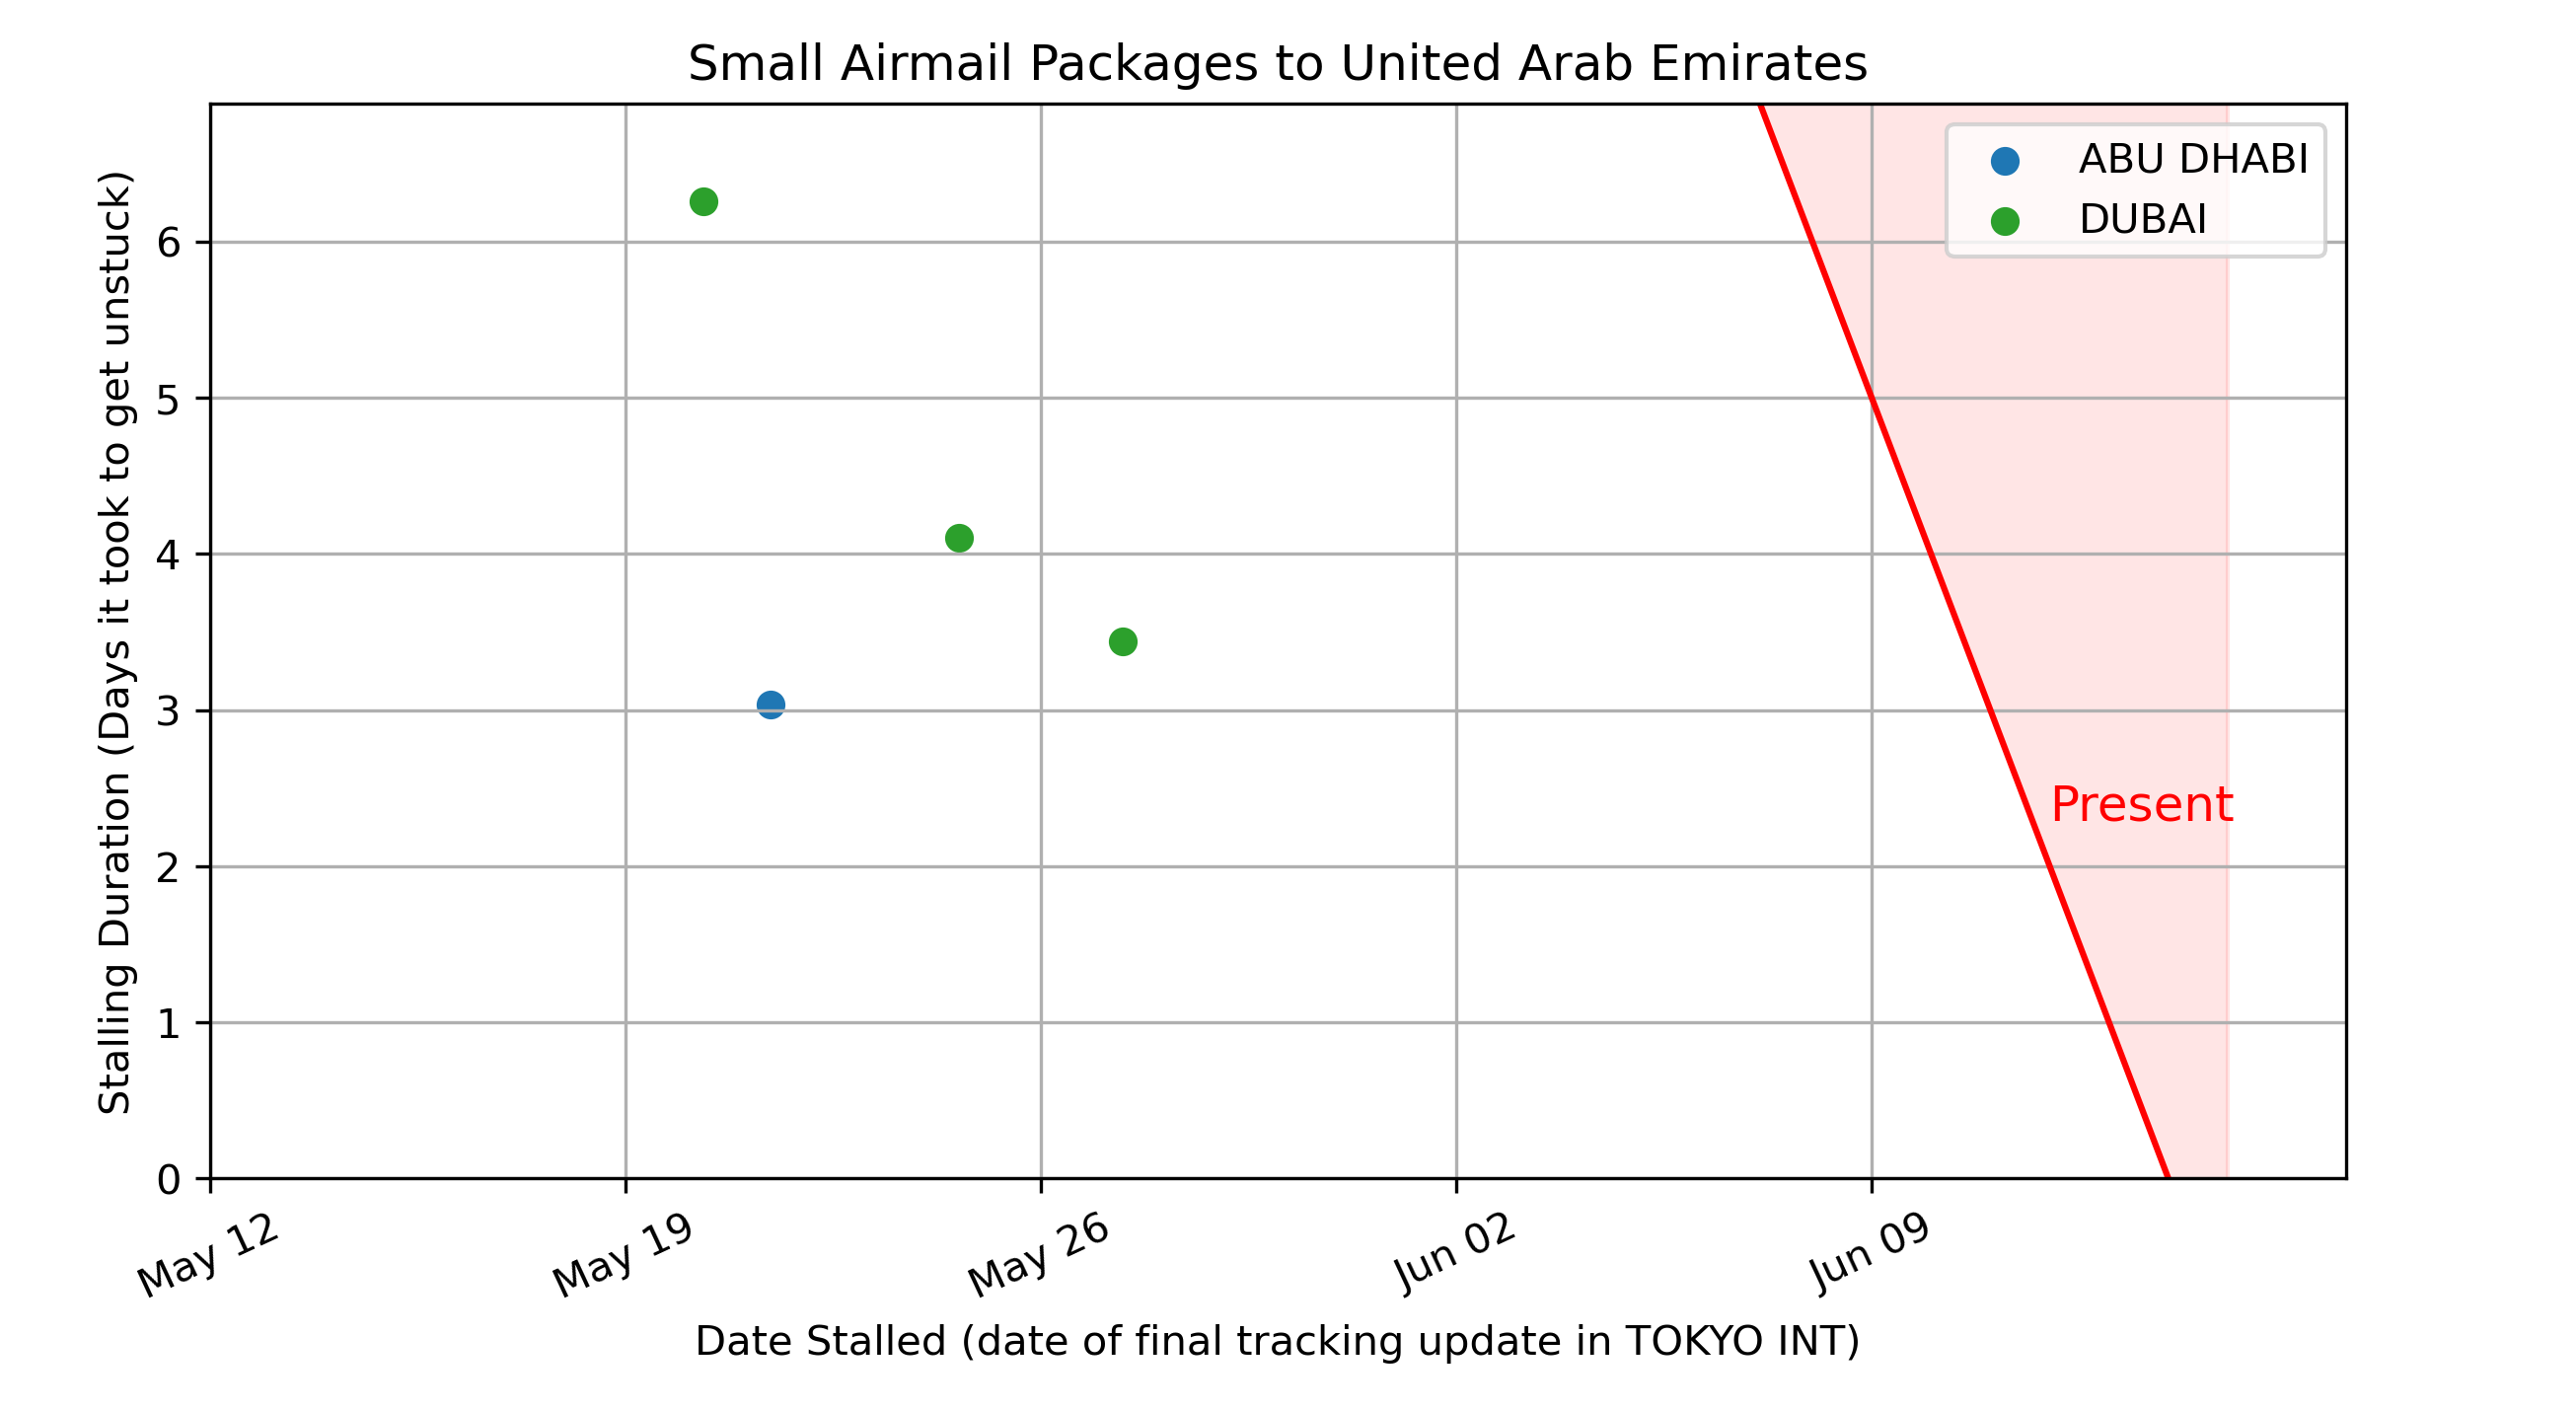 Small Airmail Packages to United Arab Emirates
ABU DHABI
DUBAI
Stalling Duration (Days it took to get unstuck)
6
5
4
3
2
1
0
Present
May 12
May 19
May 26
Jun 02
Jun 09
Date Stalled (date of final tracking update in TOKYO INT)